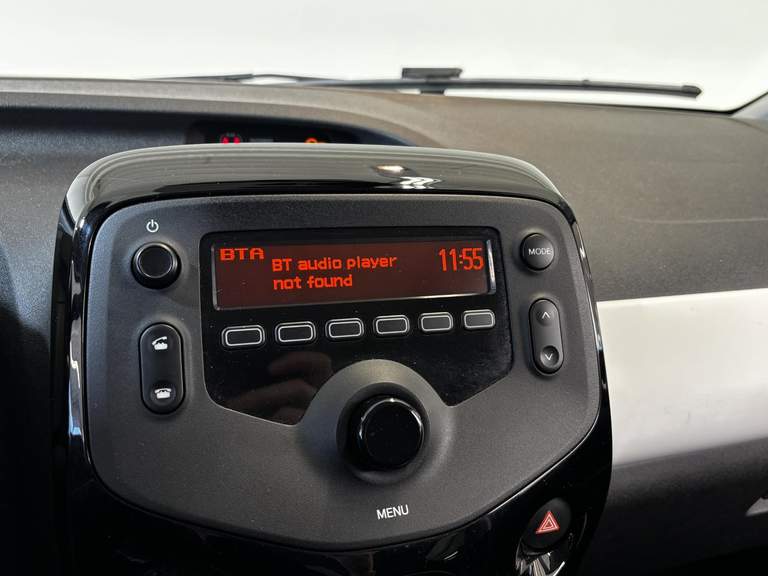 BTA
BT audio player
not found
11:55
MODE
MENU